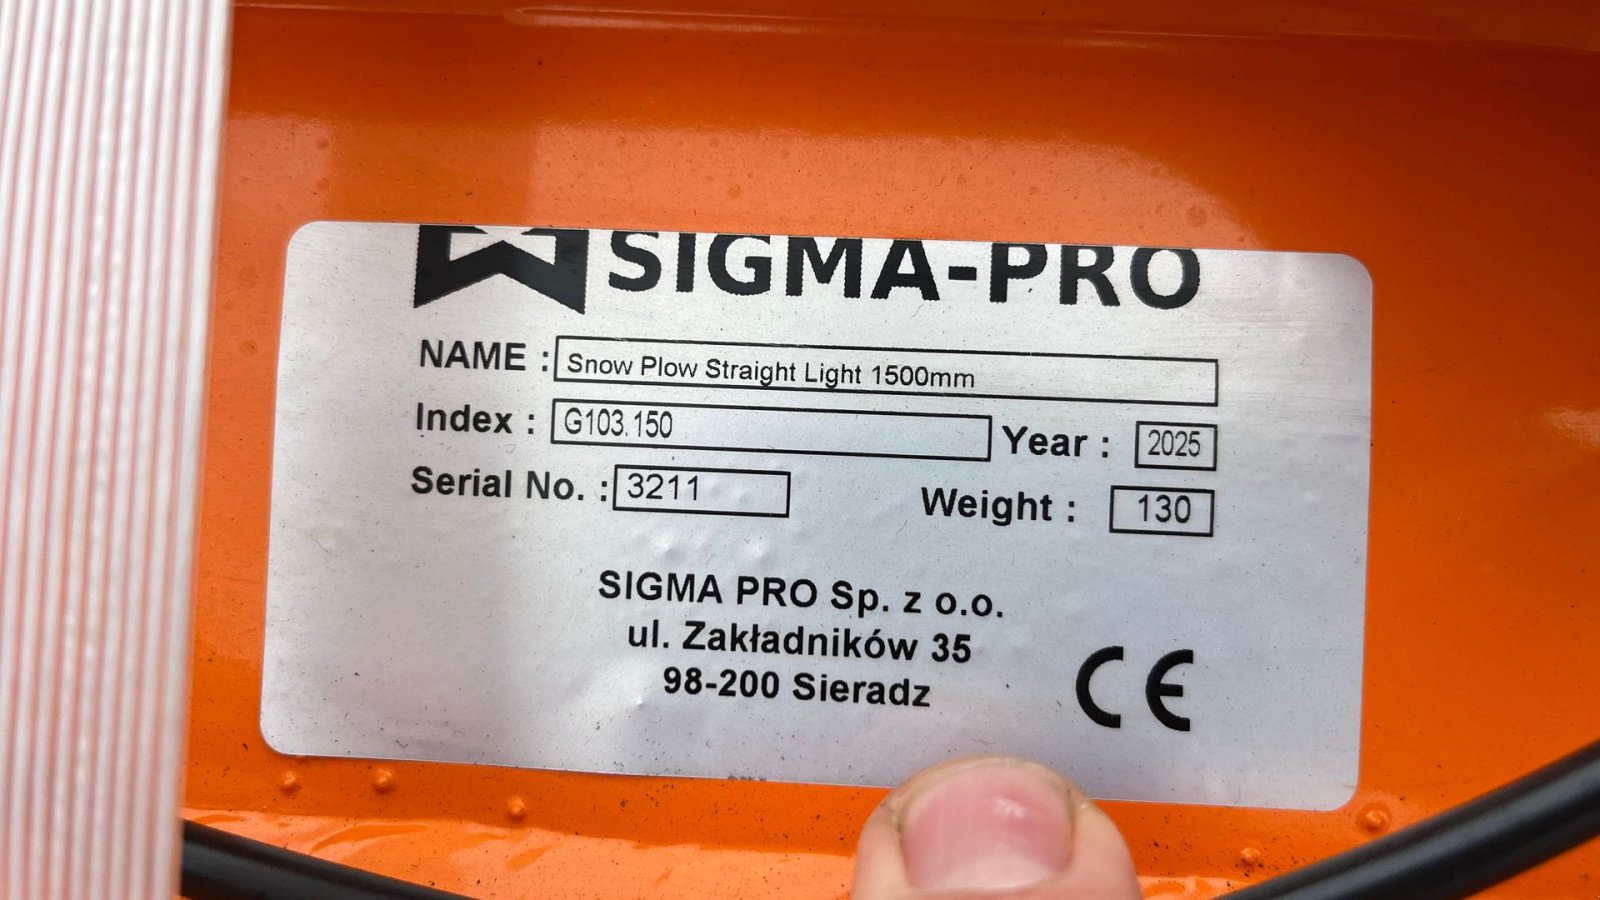 SIGMA-PRO
NAME : Snow Plow Straight Light 1500mm
Index : G103.150 Year : 2025
Serial No. : 3211 Weight : 130
SIGMA PRO Sp. z o.o.
ul. Zakładników 35
98-200 Sieradz
CE